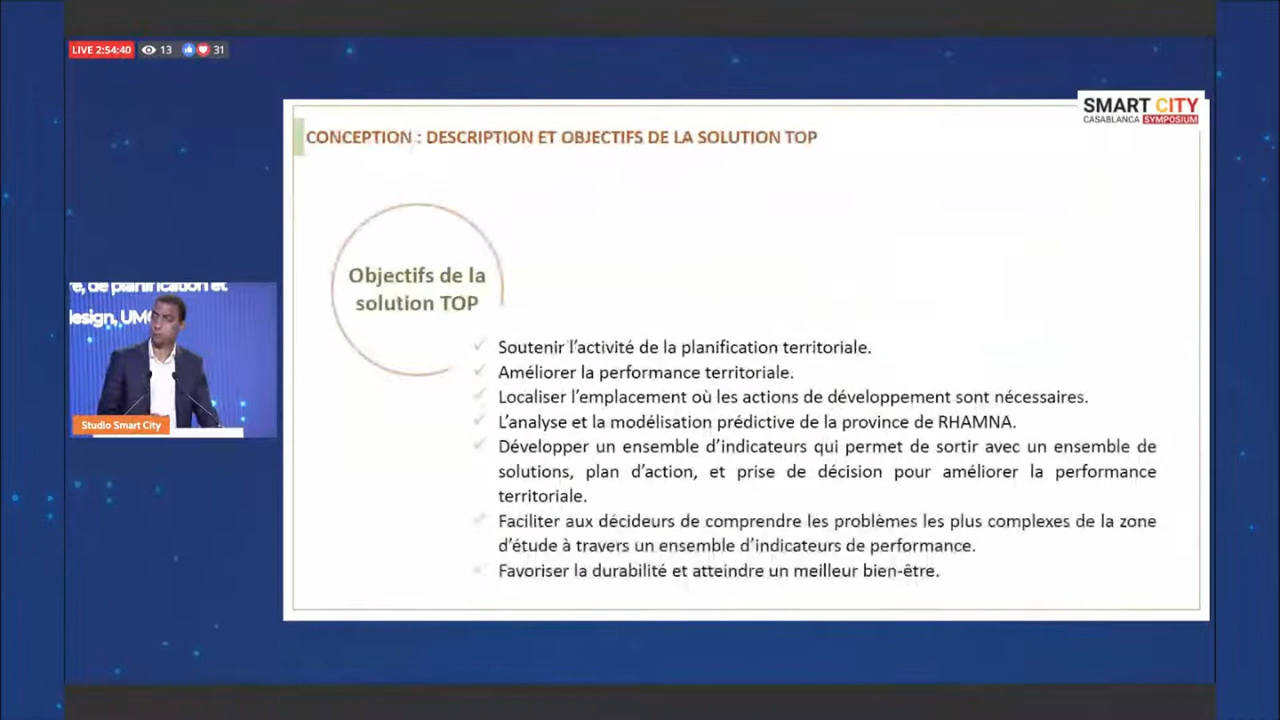 LIVE 2:54:40
13
31
SMART CITY
CASABLANCA SYMPOSIUM
CONCEPTION : DESCRIPTION ET OBJECTIFS DE LA SOLUTION TOP
Objectifs de la
solution TOP
Soutenir l'activité de la planification territoriale.
Améliorer la performance territoriale.
Localiser l'emplacement où les actions de développement sont nécessaires.
L'analyse et la modélisation prédictive de la province de RHAMNA.
Développer un ensemble d'indicateurs qui permet de sortir avec un ensemble de
solutions, plan d'action, et prise de décision pour améliorer la performance
territoriale.
Faciliter aux décideurs de comprendre les problèmes les plus complexes de la zone
d'étude à travers un ensemble d'indicateurs de performance.
Favoriser la durabilité et atteindre un meilleur bien-être.
de planification et
Studio Smart City